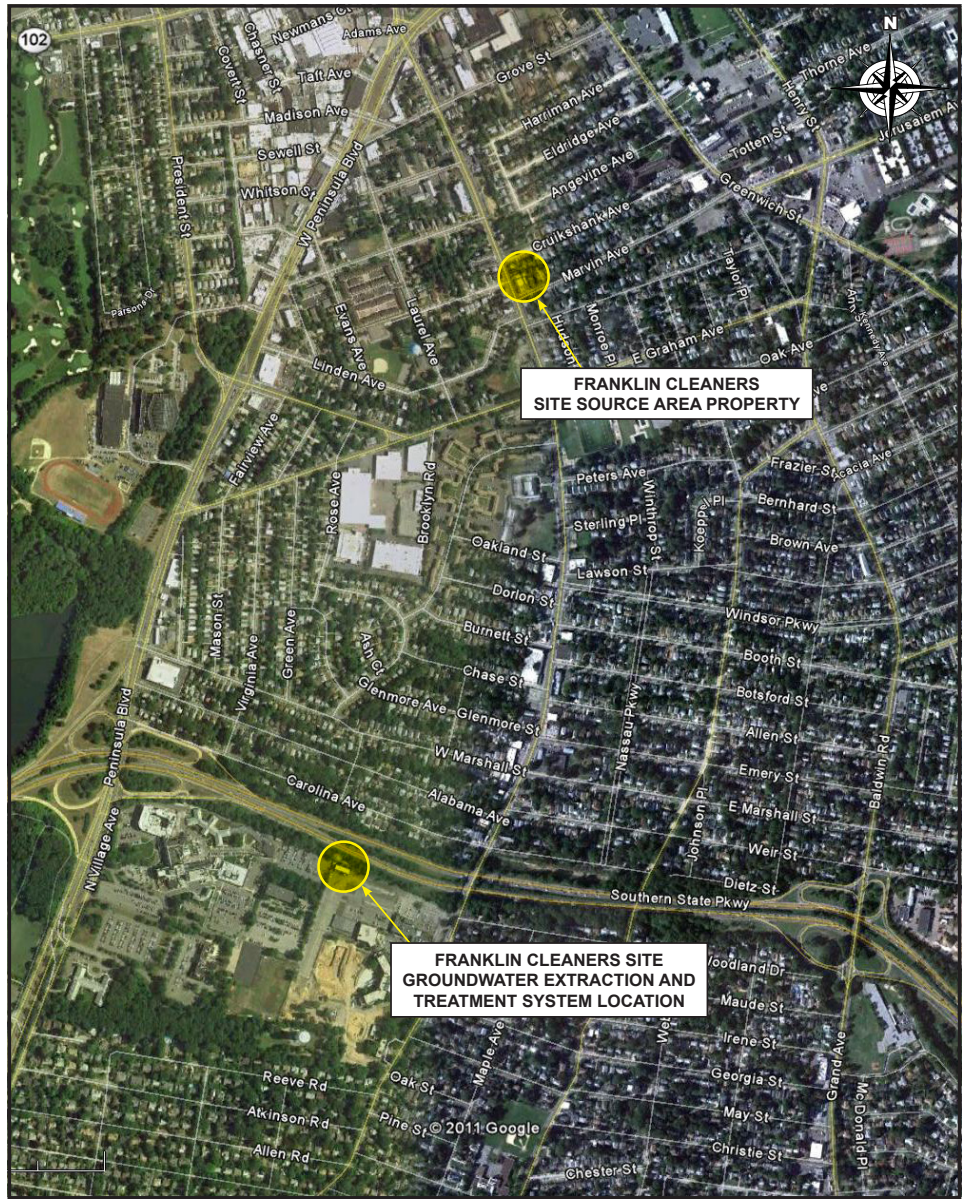 102
N
Newmans Ct
Adams Ave
Chasner St
Covert St
Taft Ave
Grove St
Thorne Ave
Henry St
Madison Ave
Harriman Ave
Eldridge Ave
Totten St
Jerusalem A
Sewell St
Angevine Ave
President St
Whitson S
W Peninsula Blvd
Greenwich St
Cruikshank Ave
Marvin Ave
Taylor Pl
Parsons Dr
Evans Ave
Laurel Ave
Hudson
Monroe Pl
Ann S
Kennedy Ave
E Graham Ave
Oak Ave
Linden Ave
FRANKLIN CLEANERS
SITE SOURCE AREA PROPERTY
ve
Fairview Ave
Rose Ave
Brooklyn Rd
Peters Ave
Frazier St
Acacia Ave
Winthrop St
Koeppel Pl
Bernhard St
Sterling Pl
Brown Ave
Oakland St
Lawson St
Dorlon St
Windsor Pkwy
Mason St
Virginia Ave
Green Ave
Ash Ct
Burnett St
Booth St
Chase St
Botsford St
Glenmore Ave
Glenmore St
Nassau Pkwy
Allen St
Peninsula Blvd
W Marshall St
Emery St
Baldwin Rd
Carolina Ave
Alabama Ave
Johnson Pl
E Marshall St
N Village Ave
Weir St
Dietz St
Southern State Pkwy
FRANKLIN CLEANERS SITE
GROUNDWATER EXTRACTION AND
TREATMENT SYSTEM LOCATION
Woodland Dr
Maude St
Maple Ave
We
Irene St
Reeve Rd
Oak St
Georgia St
Grand Ave
Atkinson Rd
Pine St
© 2011 Google
May St
McDonald Pl
Allen Rd
Christie St
Chester St